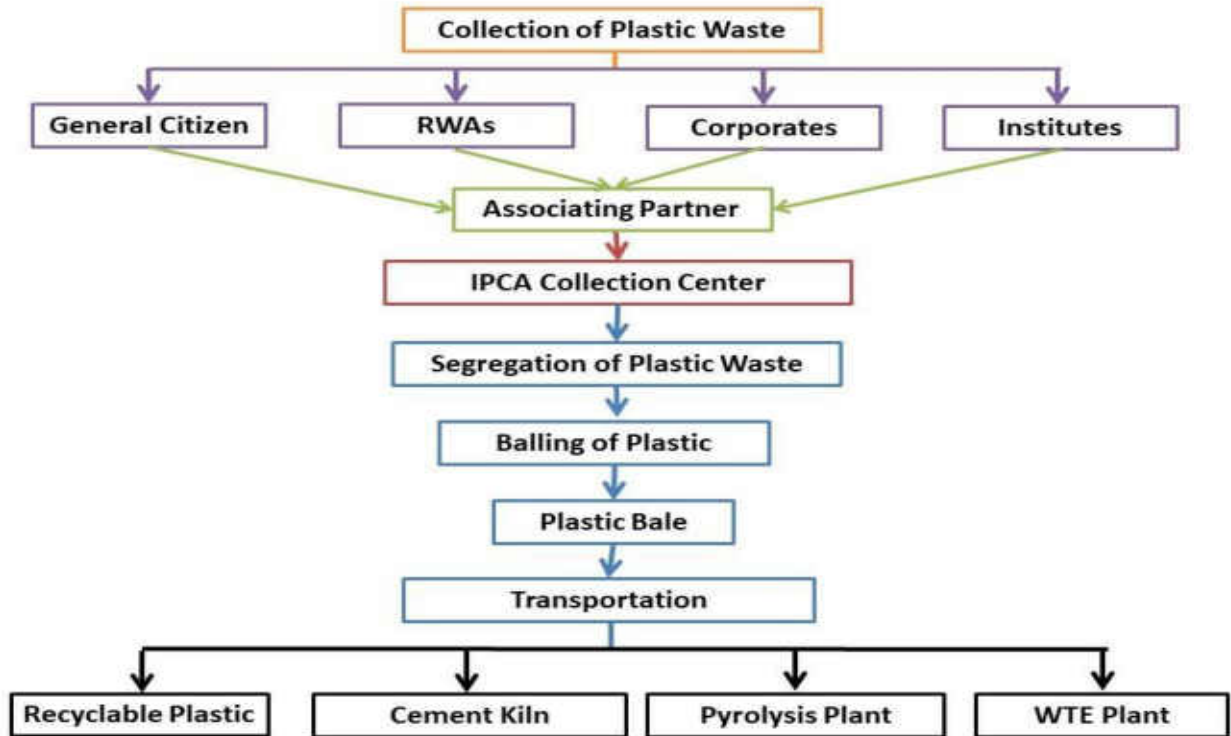 Collection of Plastic Waste
General Citizen
RWAs
Corporates
Institutes
Associating Partner
IPCA Collection Center
Segregation of Plastic Waste
Balling of Plastic
Plastic Bale
Transportation
Recyclable Plastic
Cement Kiln
Pyrolysis Plant
WTE Plant